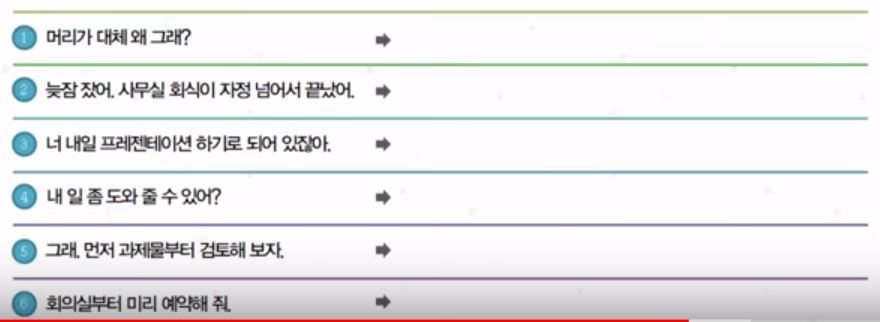 1 머리가 대체 왜 그래?
2 늦잠 잤어. 사무실 회식이 자정 넘어서 끝났어.
3 너 내일 프레젠테이션 하기로 되어 있잖아.
4 내 일 좀 도와 줄 수 있어?
5 그래. 먼저 과제물부터 검토해 보자.
6 회의실부터 미리 예약해 줘.